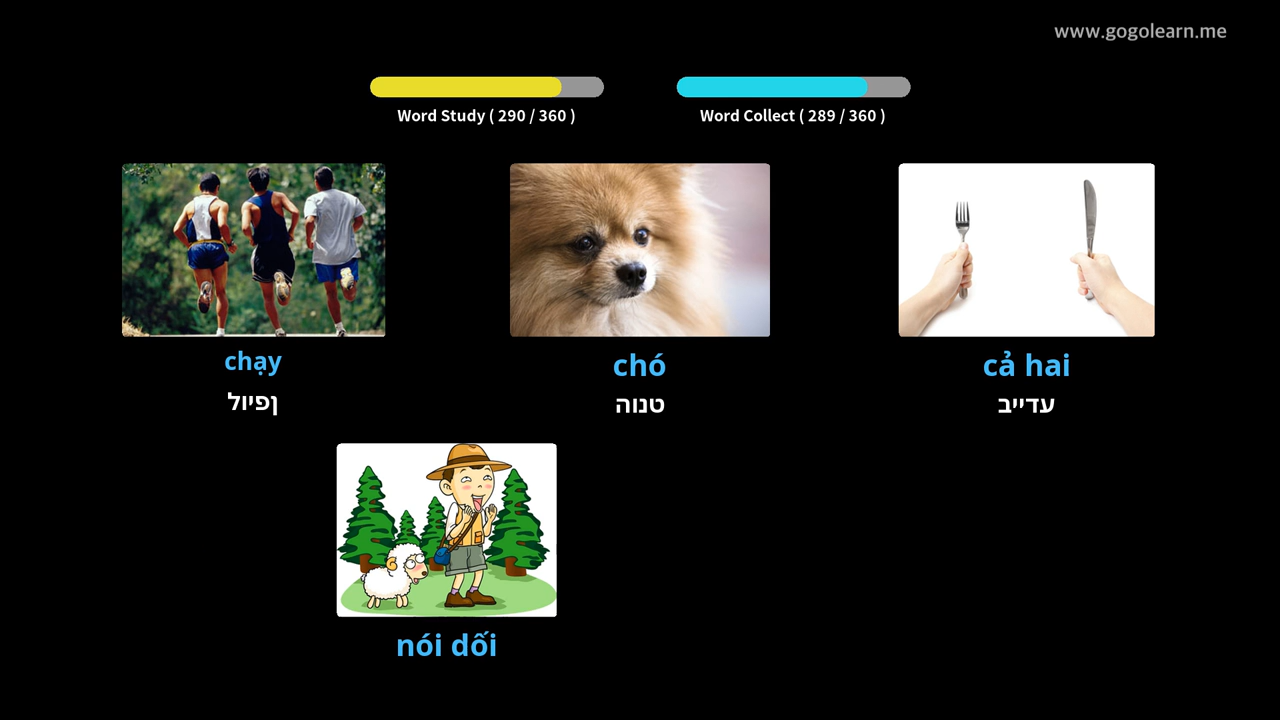 www.gogolearn.me
Word Study ( 290 / 360 )
Word Collect ( 289 / 360 )
chạy
ןפיול
chó
טנוה
cả hai
עדייב
nói dối